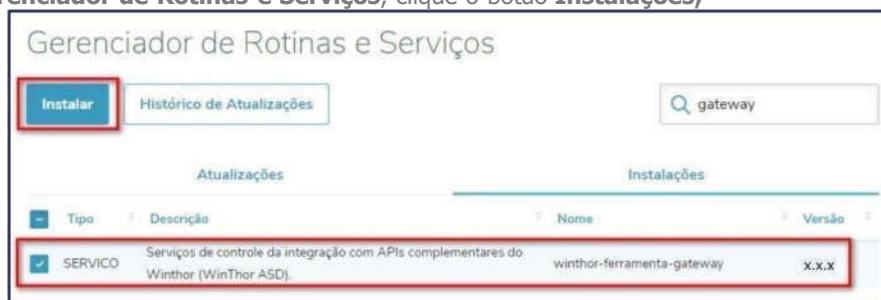 renciador de Rotinas e Serviços, clique o botão Instalações,
Gerenciador de Rotinas e Serviços
Instalar Histórico de Atualizações gateway
Atualizações Instalações
Tipo Descrição Nome Versão
SERVICO Serviços de controle da integração com APIs complementares do winthor-ferramenta-gateway x.x.x
Winthor (WinThor ASD).